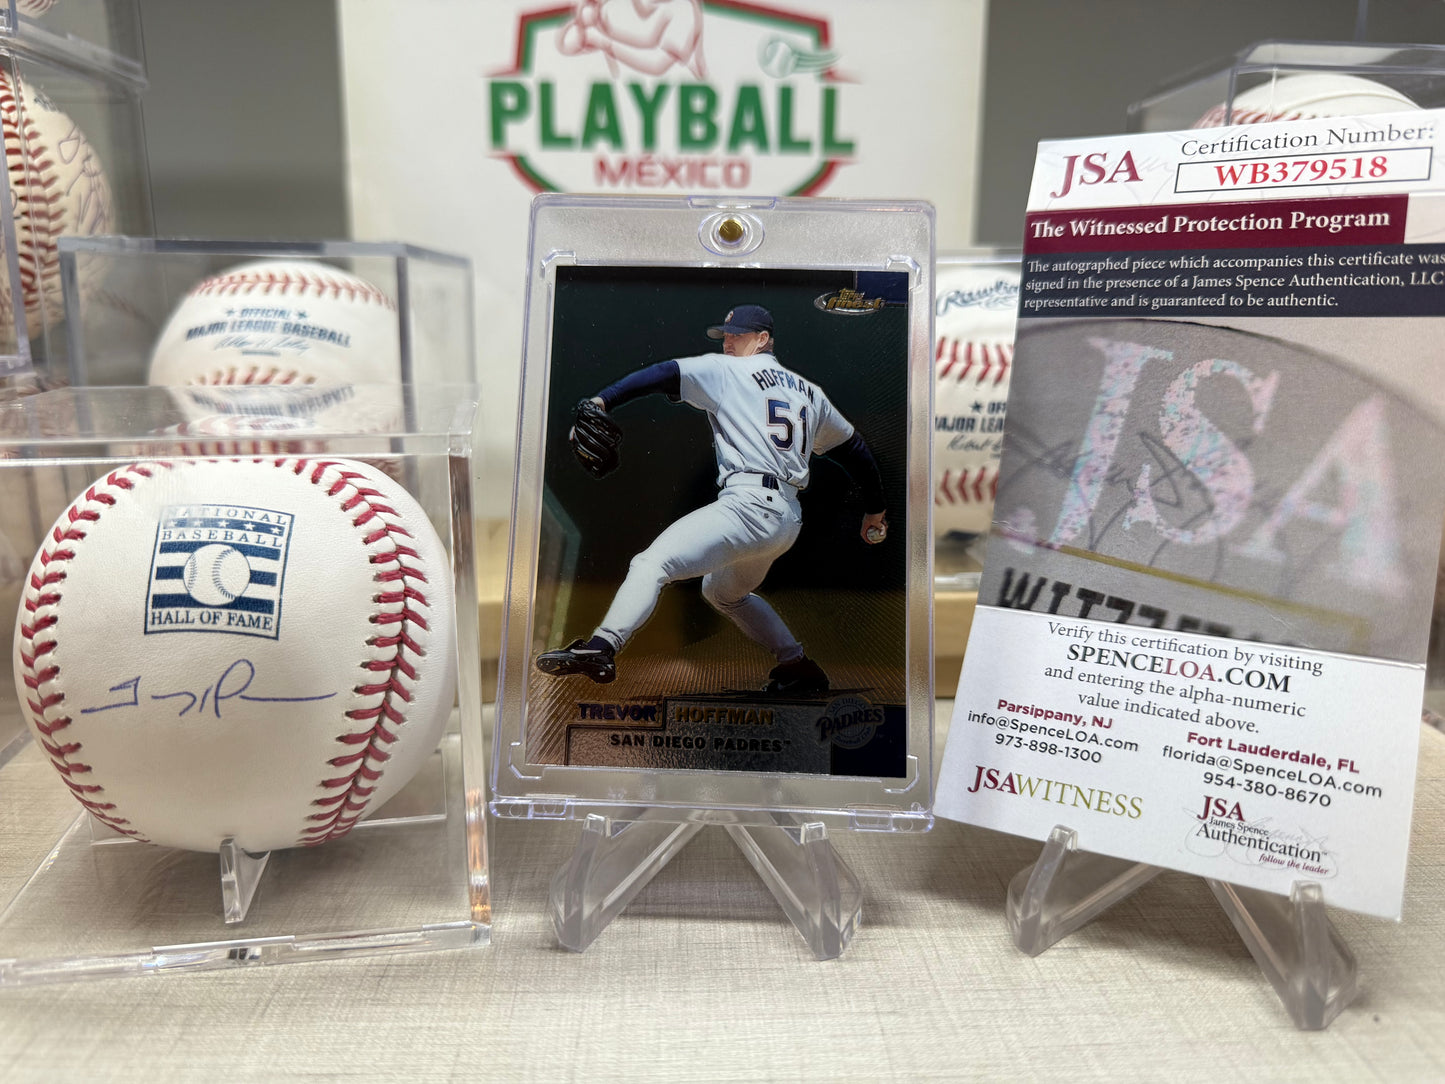 PLAYBALL
MÉXICO
JSA
Certification Number:
WB379518
The Witnessed Protection Program
The autographed piece which accompanies this certificate was
signed in the presence of a James Spence Authentication, LLC
representative and is guaranteed to be authentic.
JSA
Verify this certification by visiting
SPENCELOA.COM
and entering the alpha-numeric
value indicated above.
Parsippany, NJ
info@SpenceLOA.com
973-898-1300
Fort Lauderdale, FL
florida@SpenceLOA.com
954-380-8670
JSAWITNESS
JSA
James Spence
Authentication
follow the leader
Topps
Finest
HOFFMAN
51
TREVOR HOFFMAN
SAN DIEGO PADRES™
PADRES
OFFICIAL
MAJOR LEAGUE BASEBALL
Rawlings
NATIONAL
BASEBALL
HALL OF FAME